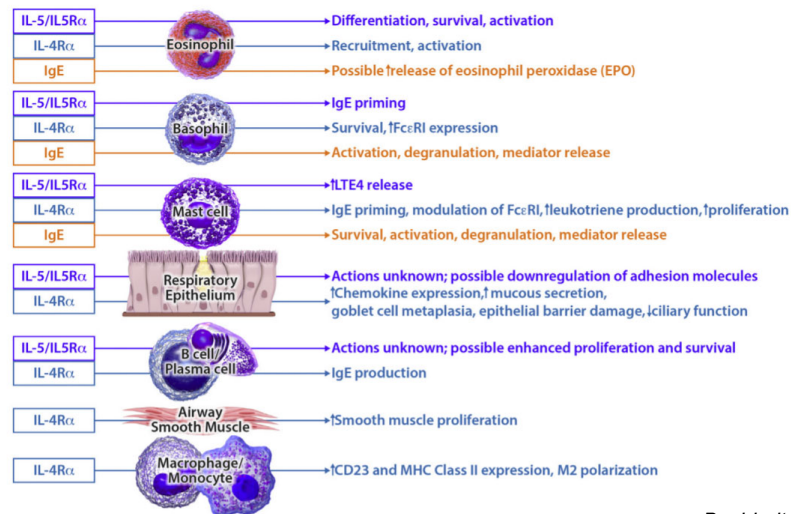 IL-5/IL5Rα Differentiation, survival, activation
Eosinophil
IL-4Rα Recruitment, activation
IgE Possible ↑release of eosinophil peroxidase (EPO)
IL-5/IL5Rα IgE priming
Basophil
IL-4Rα Survival,↑FcεRI expression
IgE Activation, degranulation, mediator release
IL-5/IL5Rα ↑LTE4 release
Mast cell
IL-4Rα IgE priming, modulation of FcεRI,↑leukotriene production,↑proliferation
IgE Survival, activation, degranulation, mediator release
IL-5/IL5Rα Actions unknown; possible downregulation of adhesion molecules
Respiratory
Epithelium
IL-4Rα ↑Chemokine expression,↑mucous secretion,
goblet cell metaplasia, epithelial barrier damage,↓ciliary function
IL-5/IL5Rα Actions unknown; possible enhanced proliferation and survival
B cell/
Plasma cell
IL-4Rα IgE production
Airway
Smooth Muscle
IL-4Rα ↑Smooth muscle proliferation
Macrophage/
Monocyte
IL-4Rα ↑CD23 and MHC Class II expression, M2 polarization